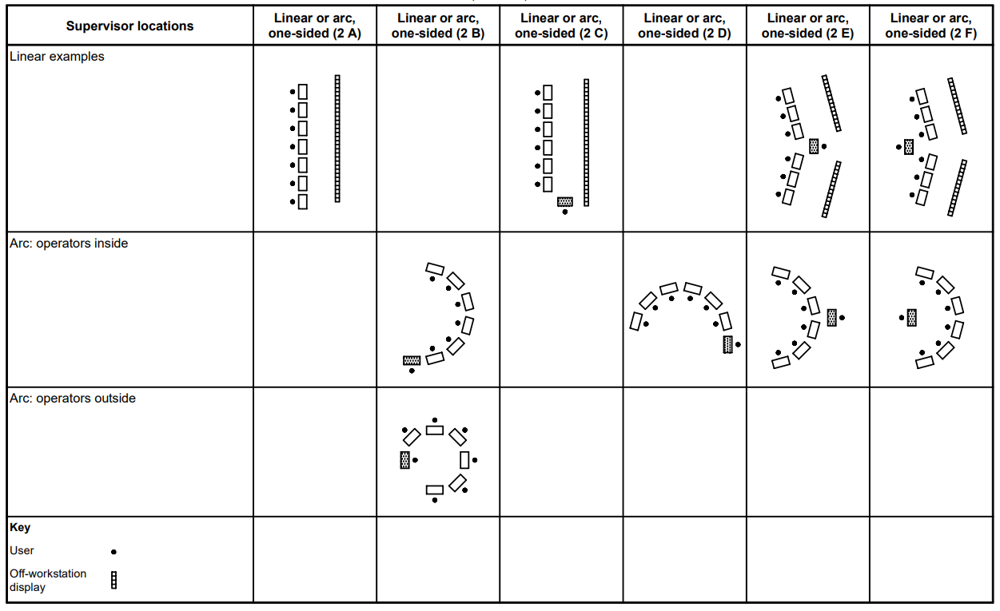 Supervisor locations
Linear or arc,
one-sided (2 A)
Linear or arc,
one-sided (2 B)
Linear or arc,
one-sided (2 C)
Linear or arc,
one-sided (2 D)
Linear or arc,
one-sided (2 E)
Linear or arc,
one-sided (2 F)
Linear examples
Arc: operators inside
Arc: operators outside
Key
User
Off-workstation
display